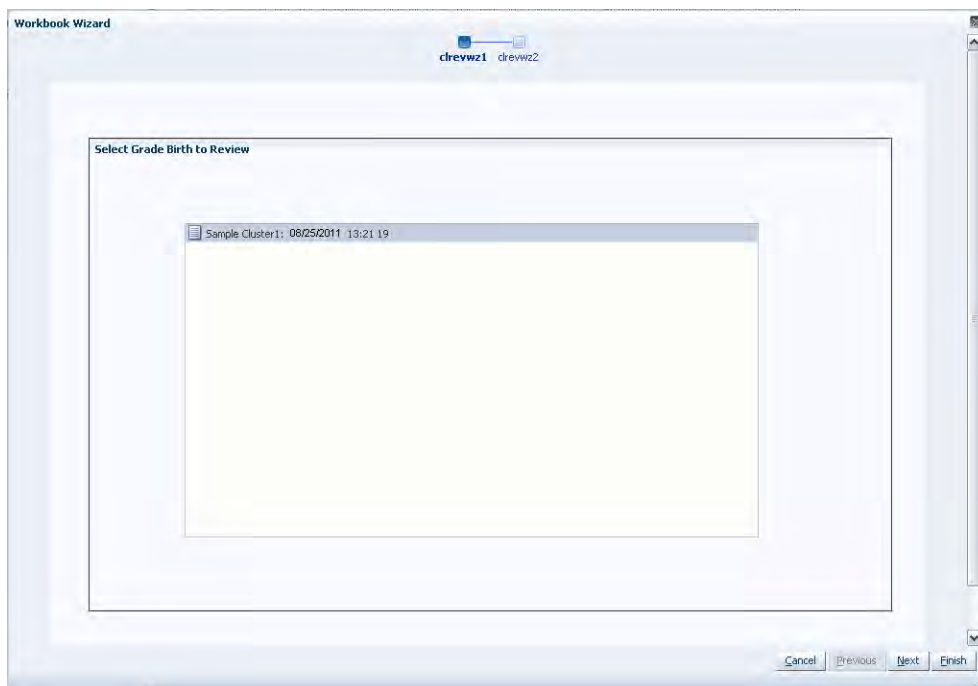 Workbook Wizard
clrevwz1 clrevwz2
Select Grade Birth to Review
Sample Cluster1: 08/25/2011 13:21 19
Cancel Previous Next Finish